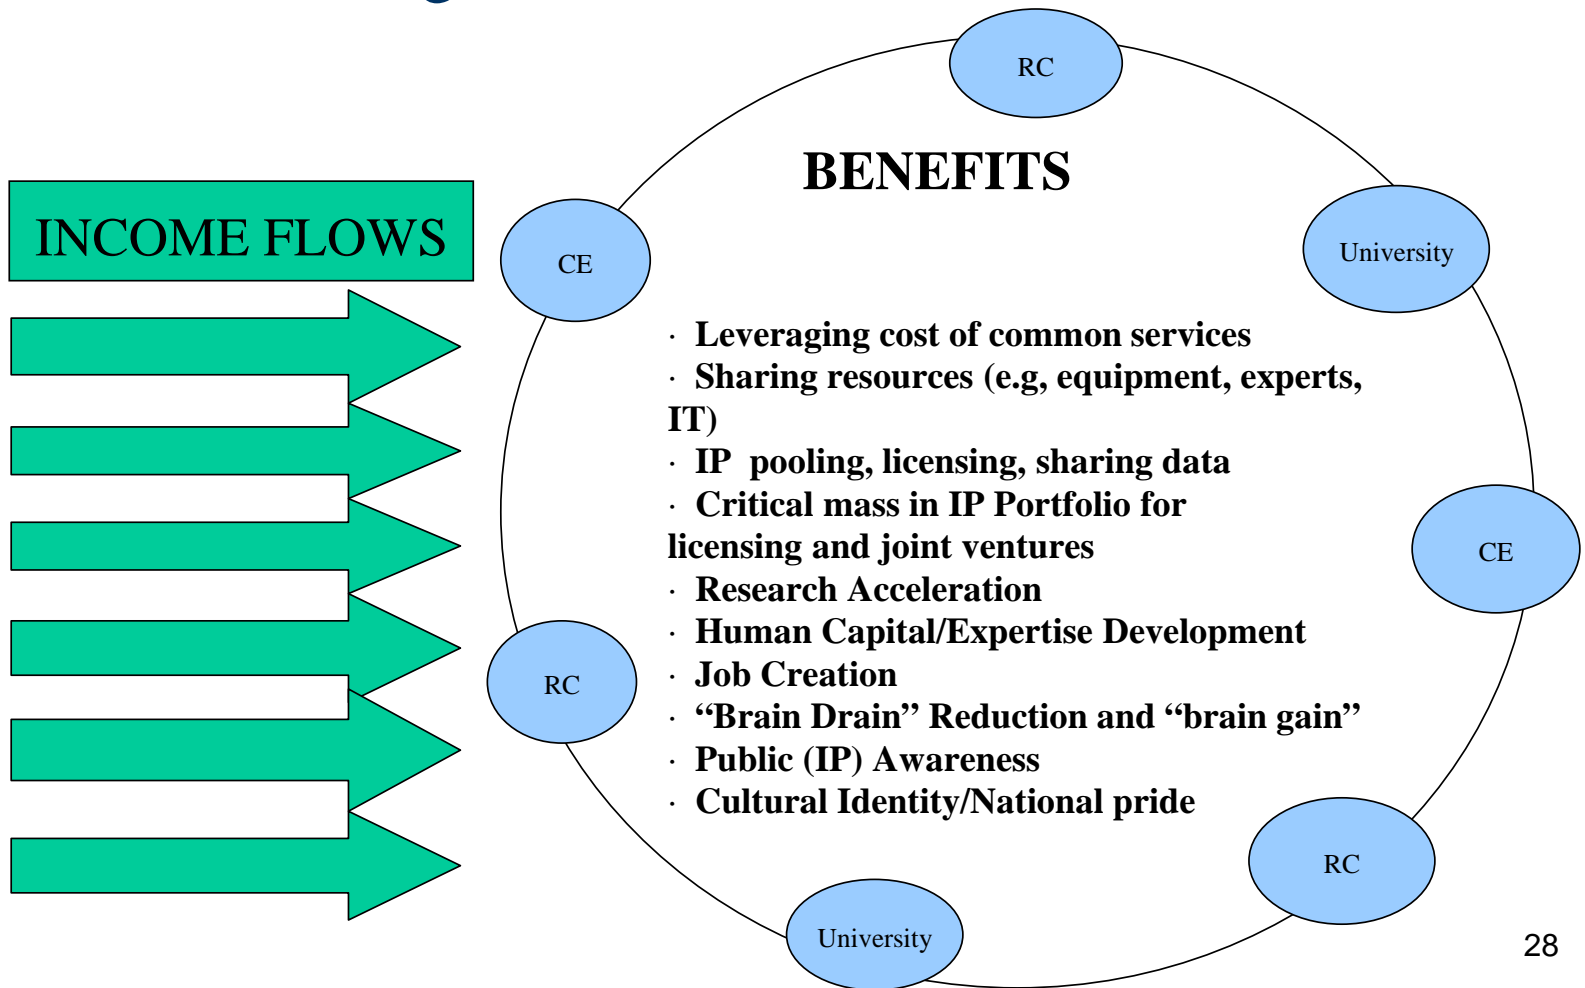 RC
BENEFITS
INCOME FLOWS
CE
University
· Leveraging cost of common services
· Sharing resources (e.g, equipment, experts,
IT)
· IP pooling, licensing, sharing data
· Critical mass in IP Portfolio for
licensing and joint ventures
CE
· Research Acceleration
· Human Capital/Expertise Development
· Job Creation
RC
· “Brain Drain” Reduction and “brain gain”
· Public (IP) Awareness
· Cultural Identity/National pride
RC
University
28